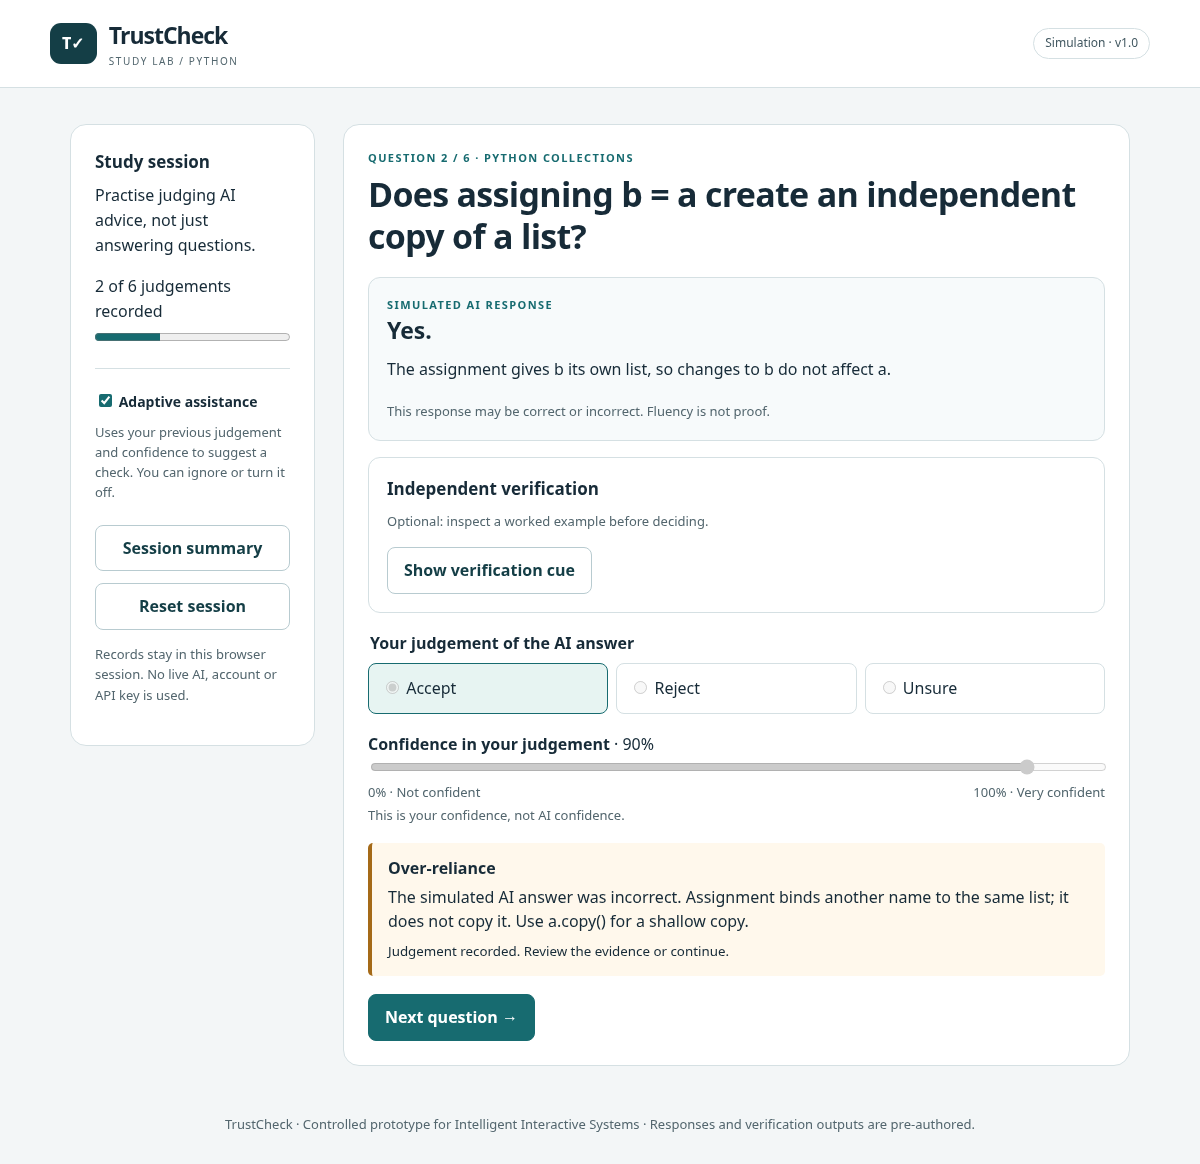 T✓
TrustCheck
STUDY LAB / PYTHON
Simulation · v1.0
Study session
Practise judging AI
advice, not just
answering questions.
2 of 6 judgements
recorded
Adaptive assistance
Uses your previous judgement
and confidence to suggest a
check. You can ignore or turn it
off.
Session summary
Reset session
Records stay in this browser
session. No live AI, account or
API key is used.
QUESTION 2 / 6 · PYTHON COLLECTIONS
Does assigning b = a create an independent
copy of a list?
SIMULATED AI RESPONSE
Yes.
The assignment gives b its own list, so changes to b do not affect a.
This response may be correct or incorrect. Fluency is not proof.
Independent verification
Optional: inspect a worked example before deciding.
Show verification cue
Your judgement of the AI answer
Accept
Reject
Unsure
Confidence in your judgement · 90%
0% · Not confident
100% · Very confident
This is your confidence, not AI confidence.
Over-reliance
The simulated AI answer was incorrect. Assignment binds another name to the same list; it
does not copy it. Use a.copy() for a shallow copy.
Judgement recorded. Review the evidence or continue.
Next question →
TrustCheck · Controlled prototype for Intelligent Interactive Systems · Responses and verification outputs are pre-authored.